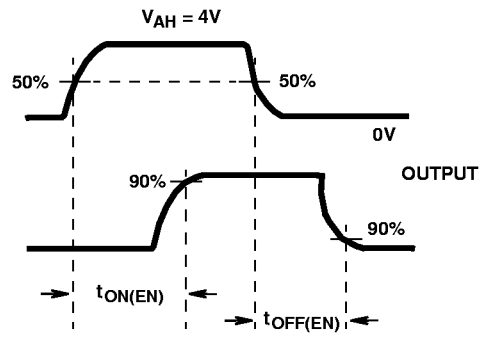 VAH = 4V
50%
50%
0V
OUTPUT
90%
90%
tON(EN)
tOFF(EN)